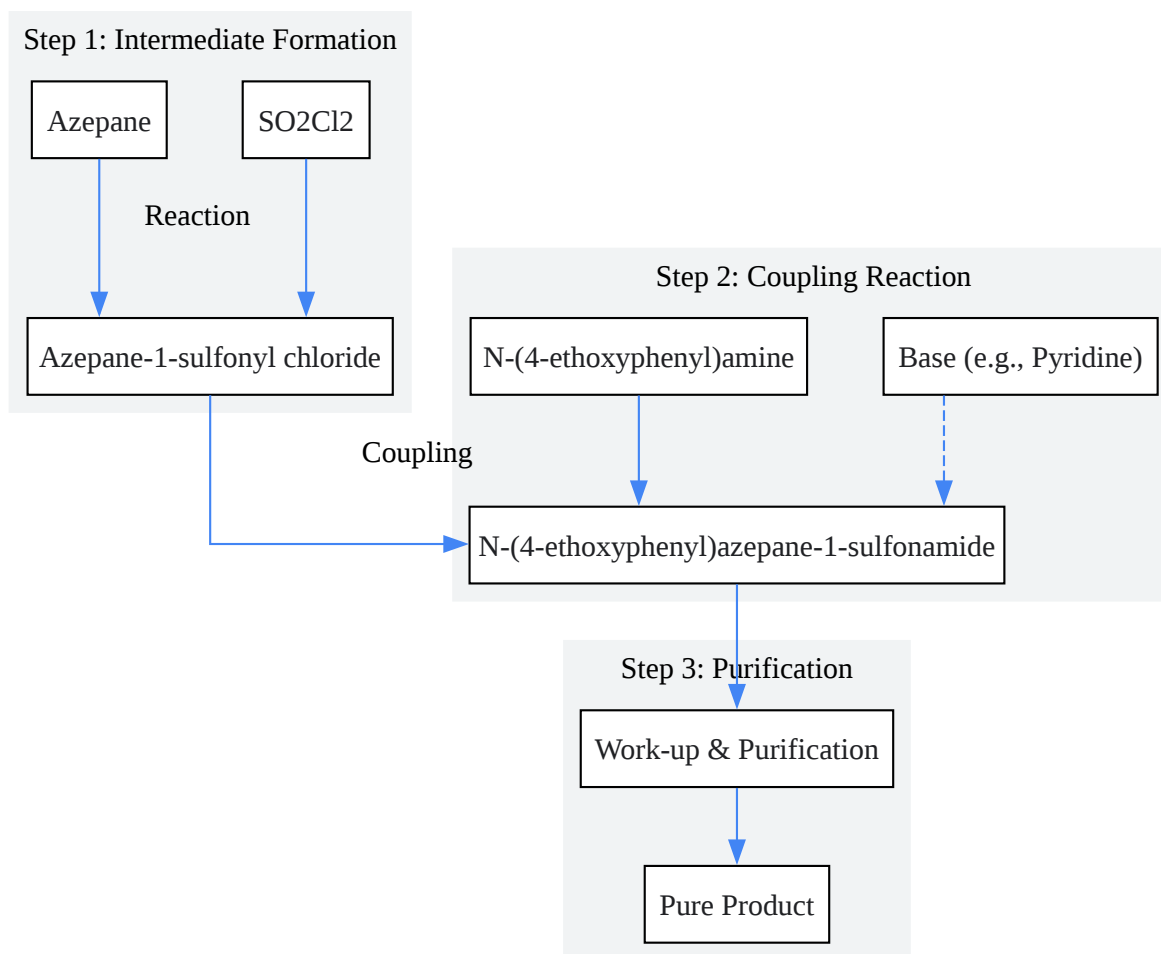 Step 1: Intermediate Formation
Azepane
SO2Cl2
Reaction
Azepane-1-sulfonyl chloride
Step 2: Coupling Reaction
N-(4-ethoxyphenyl)amine
Base (e.g., Pyridine)
Coupling
N-(4-ethoxyphenyl)azepane-1-sulfonamide
Step 3: Purification
Work-up & Purification
Pure Product